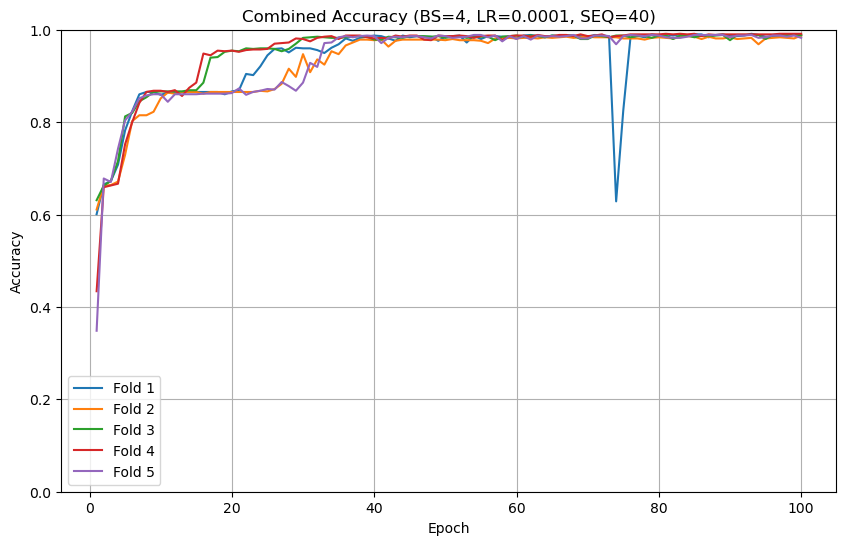 Combined Accuracy (BS=4, LR=0.0001, SEQ=40)
Accuracy
1.0
0.8
0.6
0.4
0.2
0.0
Fold 1
Fold 2
Fold 3
Fold 4
Fold 5
0 20 40 60 80 100
Epoch